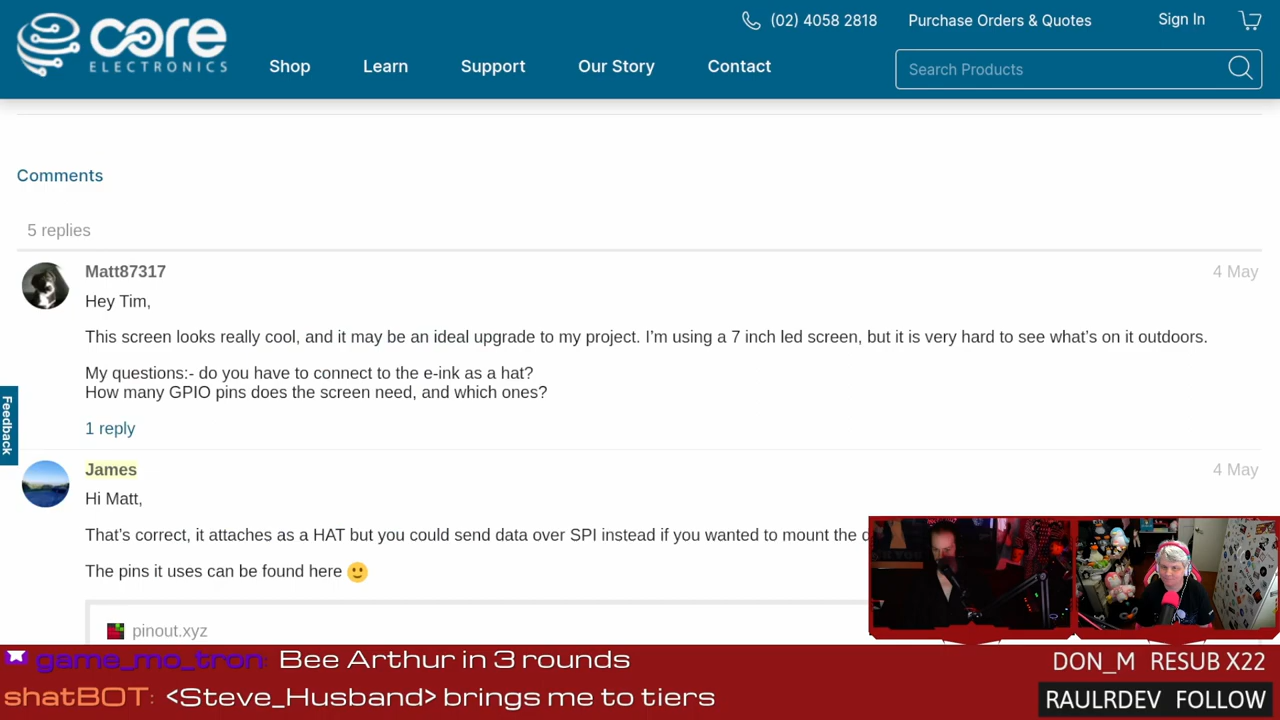 core
ELECTRONICS
(02) 4058 2818
Purchase Orders & Quotes
Sign In
Shop
Learn
Support
Our Story
Contact
Search Products
Comments
5 replies
Matt87317
4 May
Hey Tim,
This screen looks really cool, and it may be an ideal upgrade to my project. I’m using a 7 inch led screen, but it is very hard to see what’s on it outdoors.
My questions:- do you have to connect to the e-ink as a hat?
How many GPIO pins does the screen need, and which ones?
1 reply
Feedback
James
4 May
Hi Matt,
That’s correct, it attaches as a HAT but you could send data over SPI instead if you wanted to mount the
The pins it uses can be found here 🙂
pinout.xyz
game_mo_tron: Bee Arthur in 3 rounds
shatBOT: <Steve_Husband> brings me to tiers
DON_M RESUB X22
RAULRDEV FOLLOW